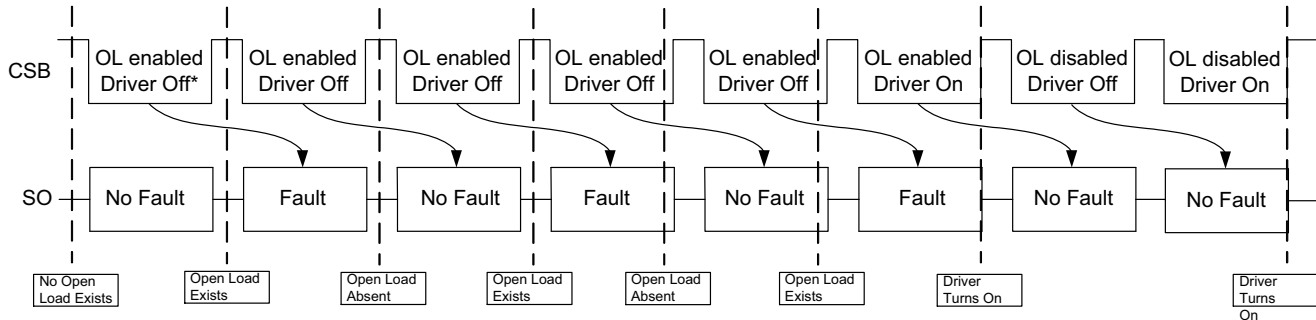 CSB
OL enabled
Driver Off*
OL enabled
Driver Off
OL enabled
Driver Off
OL enabled
Driver Off
OL enabled
Driver Off
OL enabled
Driver On
OL disabled
Driver Off
OL disabled
Driver On
SO
No Fault
Fault
No Fault
Fault
No Fault
Fault
No Fault
No Fault
No Open
Load Exists
Open Load
Exists
Open Load
Absent
Open Load
Exists
Open Load
Absent
Open Load
Exists
Driver
Turns On
Driver
Turns
On